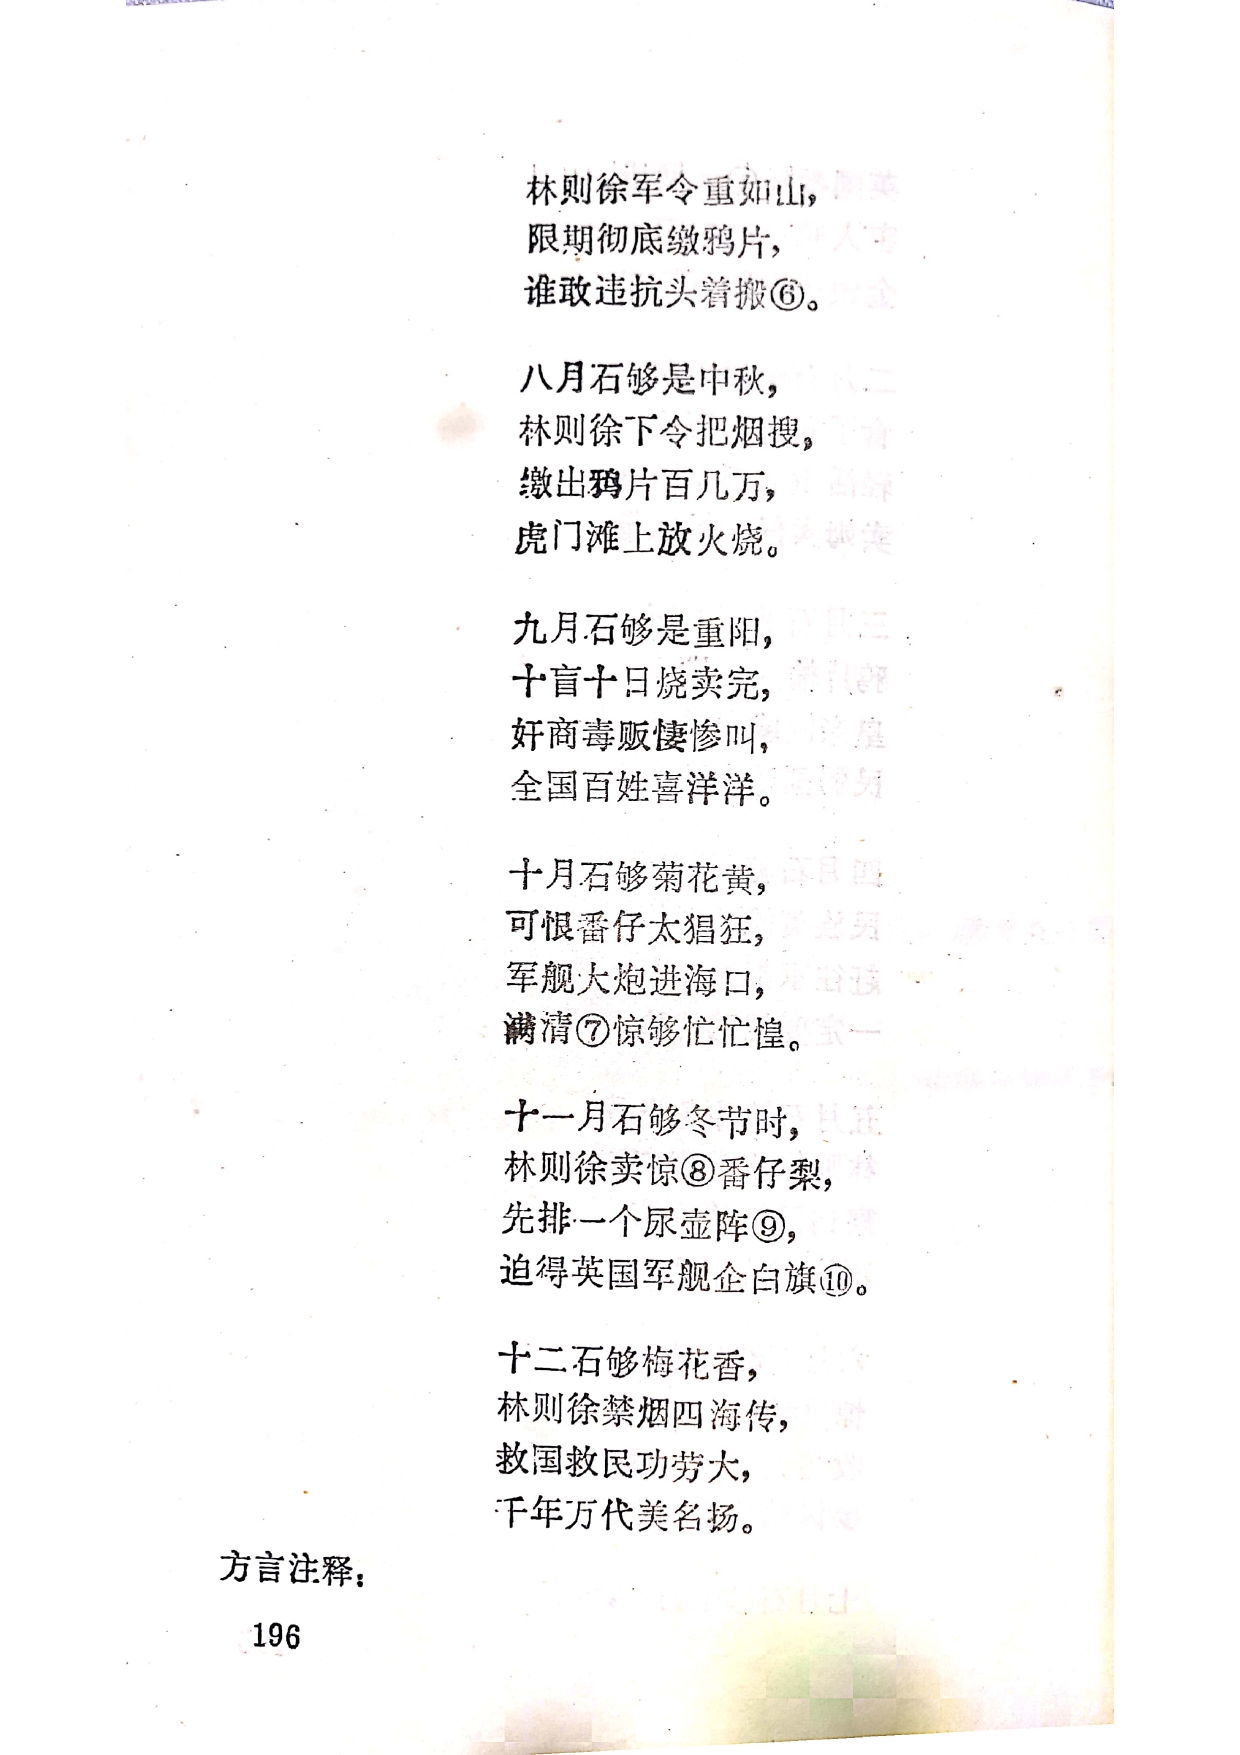 林则徐军令重如山，
限期彻底缴鸦片，
谁敢违抗头着搬⑥。
八月石够是中秋，
林则徐下令把烟搜，
缴出鸦片百几万，
虎门滩上放火烧。
九月石够是重阳，
十盲十日烧卖完，
奸商毒贩悽惨叫，
全国百姓喜洋洋。
十月石够菊花黄，
可恨番仔太猖狂，
军舰大炮进海口，
满清⑦惊够忙忙惶。
十一月石够冬节时，
林则徐卖惊⑧番仔梨，
先排一个尿壶阵⑨，
迫得英国军舰企白旗⑩。
十二石够梅花香，
林则徐禁烟四海传，
救国救民功劳大，
千年万代美名扬。
方言注释：
196